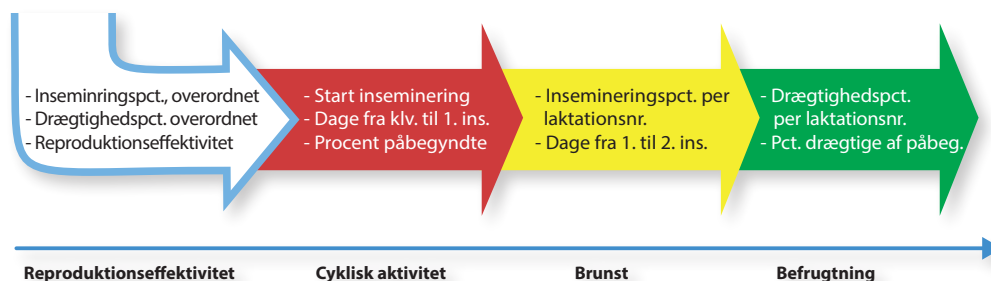 - Inseminringspct., overordnet
- Drægtighedspct. overordnet
- Reproduktionseffektivitet
- Start inseminering
- Dage fra klv. til 1. ins.
- Procent påbegyndte
- Insemineringspct. per
laktationsnr.
- Dage fra 1. til 2. ins.
- Drægtighedspct.
per laktationsnr.
- Pct. drægtige af påbeg.
Reproduktionseffektivitet
Cyklisk aktivitet
Brunst
Befrugtning